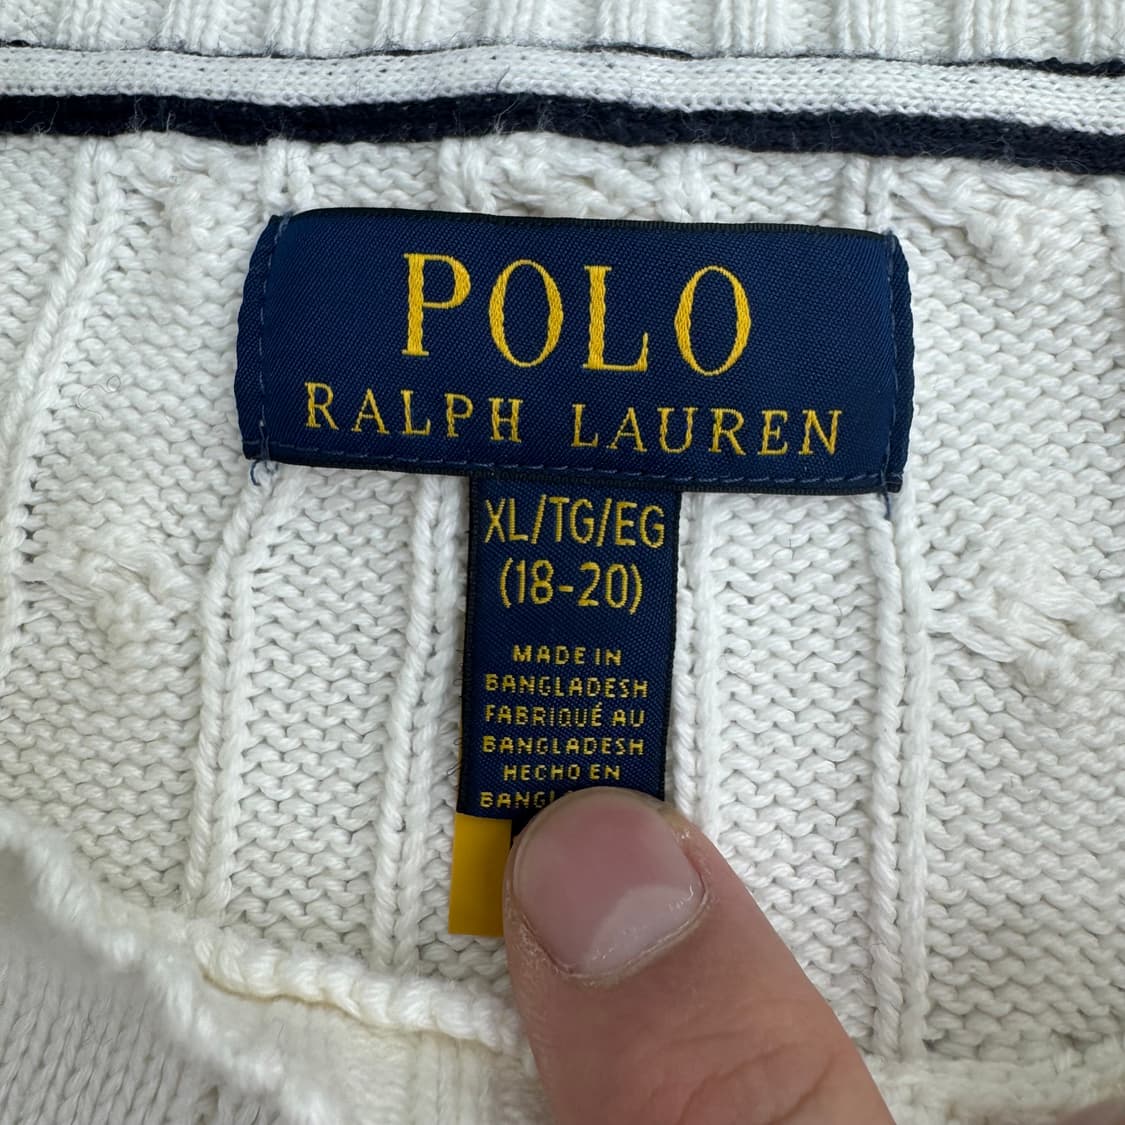 POLO
RALPH LAUREN
XL/TG/EG
(18-20)
MADE IN
BANGLADESH
FABRIQUÉ AU
BANGLADESH
HECHO EN